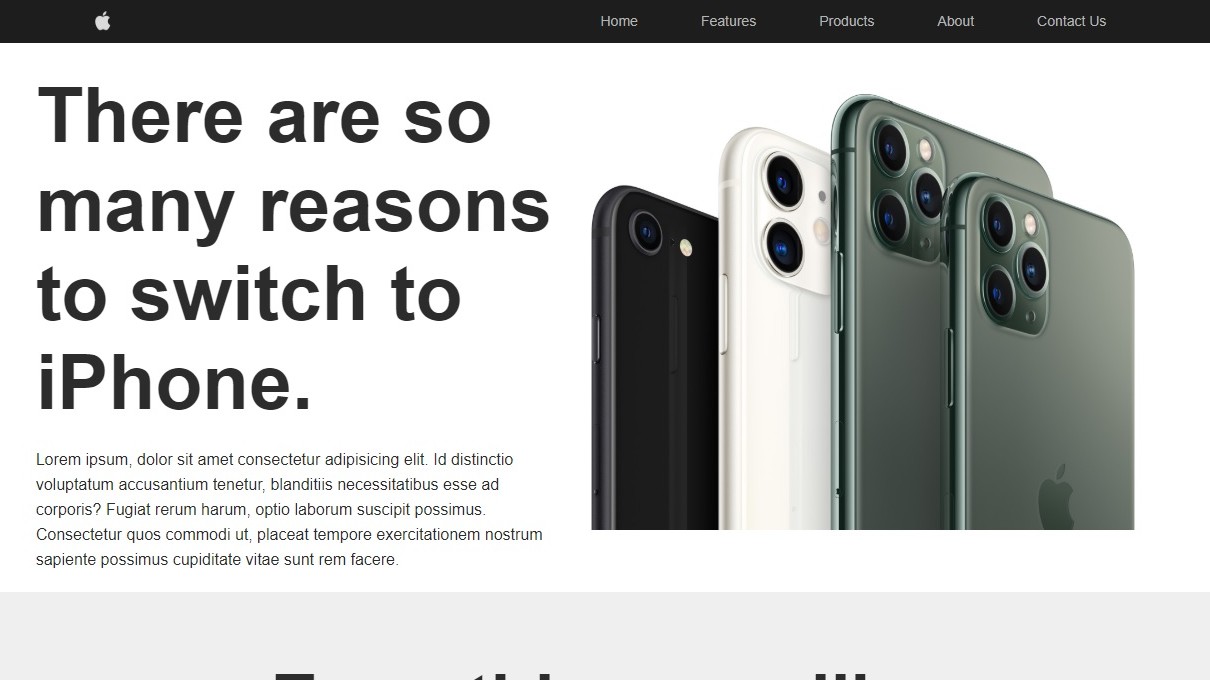 Home Features Products About Contact Us
There are so
many reasons
to switch to
iPhone.
Lorem ipsum, dolor sit amet consectetur adipisicing elit. Id distinctio
voluptatum accusantium tenetur, blanditiis necessitatibus esse ad
corporis? Fugiat rerum harum, optio laborum suscipit possimus.
Consectetur quos commodi ut, placeat tempore exercitationem nostrum
sapiente possimus cupiditate vitae sunt rem facere.